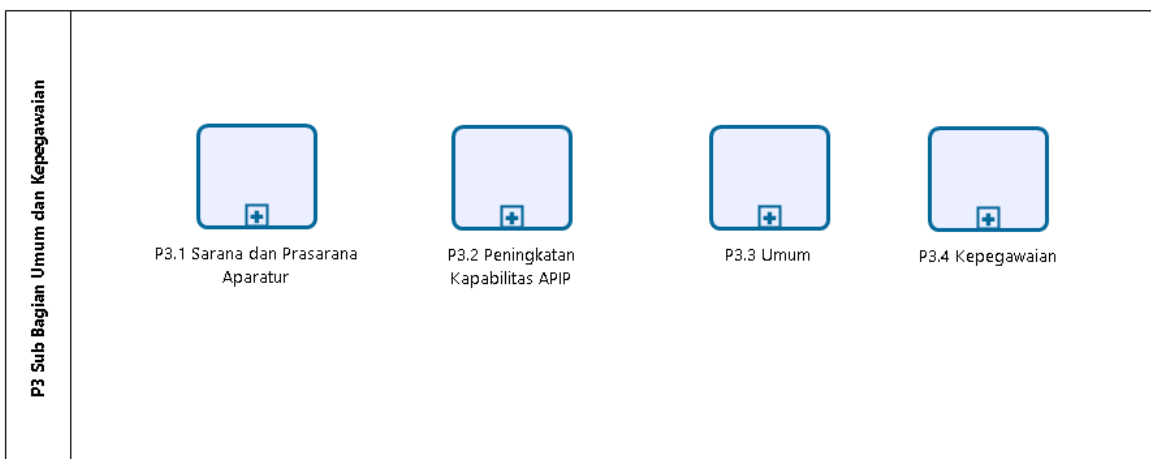 P3 Sub Bagian Umum dan Kepegawaian
P3.1 Sarana dan Prasarana
Aparatur
P3.2 Peningkatan
Kapabilitas APIP
P3.3 Umum
P3.4 Kepegawaian